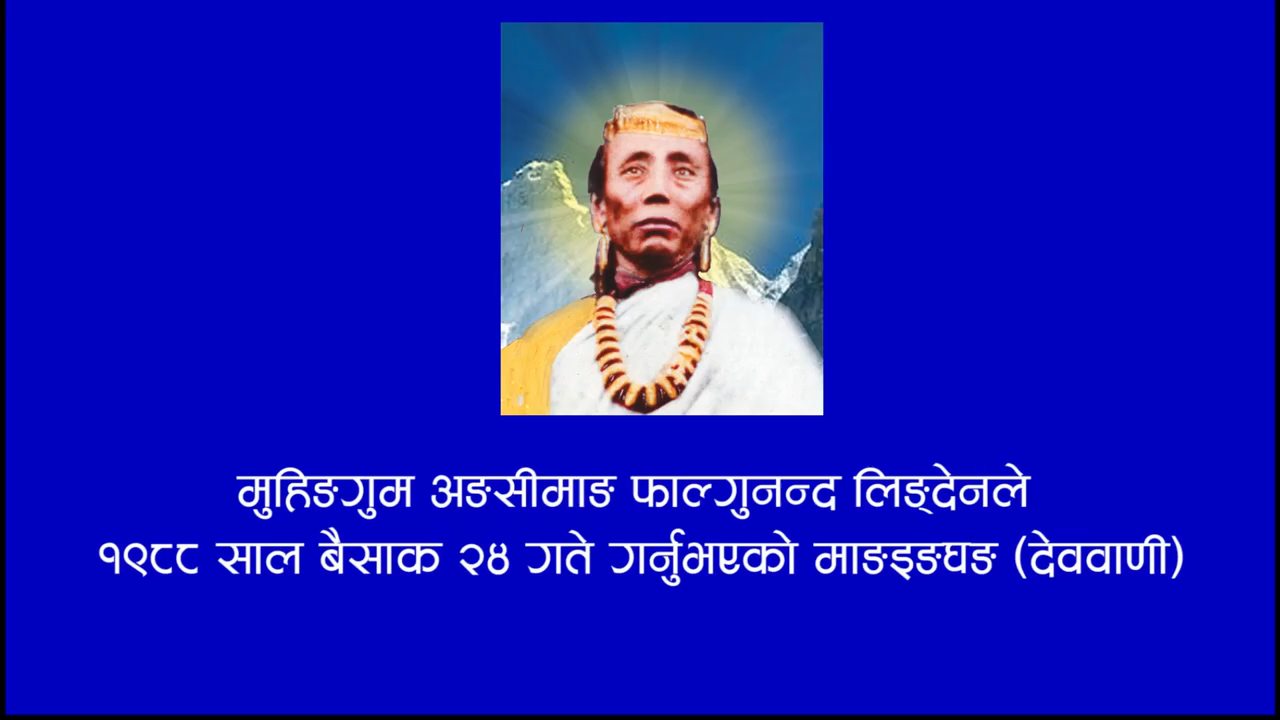 मुहिङगुम अङसीमाङ फाल्गुनन्द लिङ्देनले
१९८८ साल बैसाक २४ गते गर्नुभएको माङइङघङ (देववाणी)